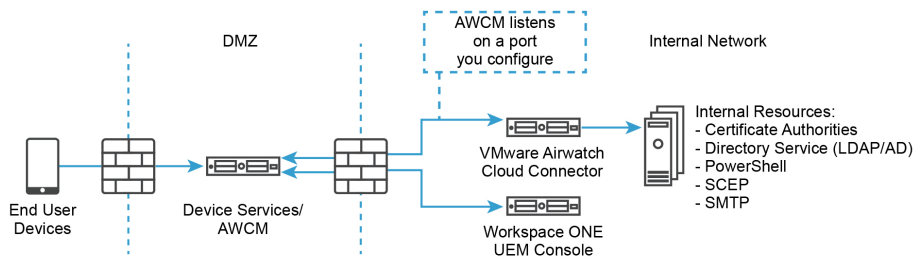 DMZ
AWCM listens
on a port
you configure
Internal Network
End User
Devices
Device Services/
AWCM
VMware Airwatch
Cloud Connector
Workspace ONE
UEM Console
Internal Resources:
- Certificate Authorities
- Directory Service (LDAP/AD)
- PowerShell
- SCEP
- SMTP